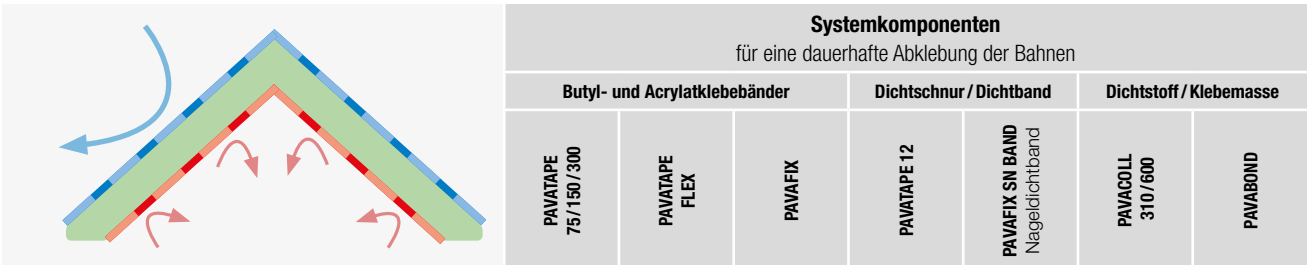 Systemkomponenten
für eine dauerhafte Abklebung der Bahnen
Butyl- und Acrylatklebebänder
Dichtschnur / Dichtband
Dichtstoff / Klebemasse
PAVATAPE
75 / 150 / 300
PAVATAPE
FLEX
PAVAFIX
PAVATAPE 12
PAVAFIX SN BAND
Nageldichtband
PAVACOLL
310 / 600
PAVABOND